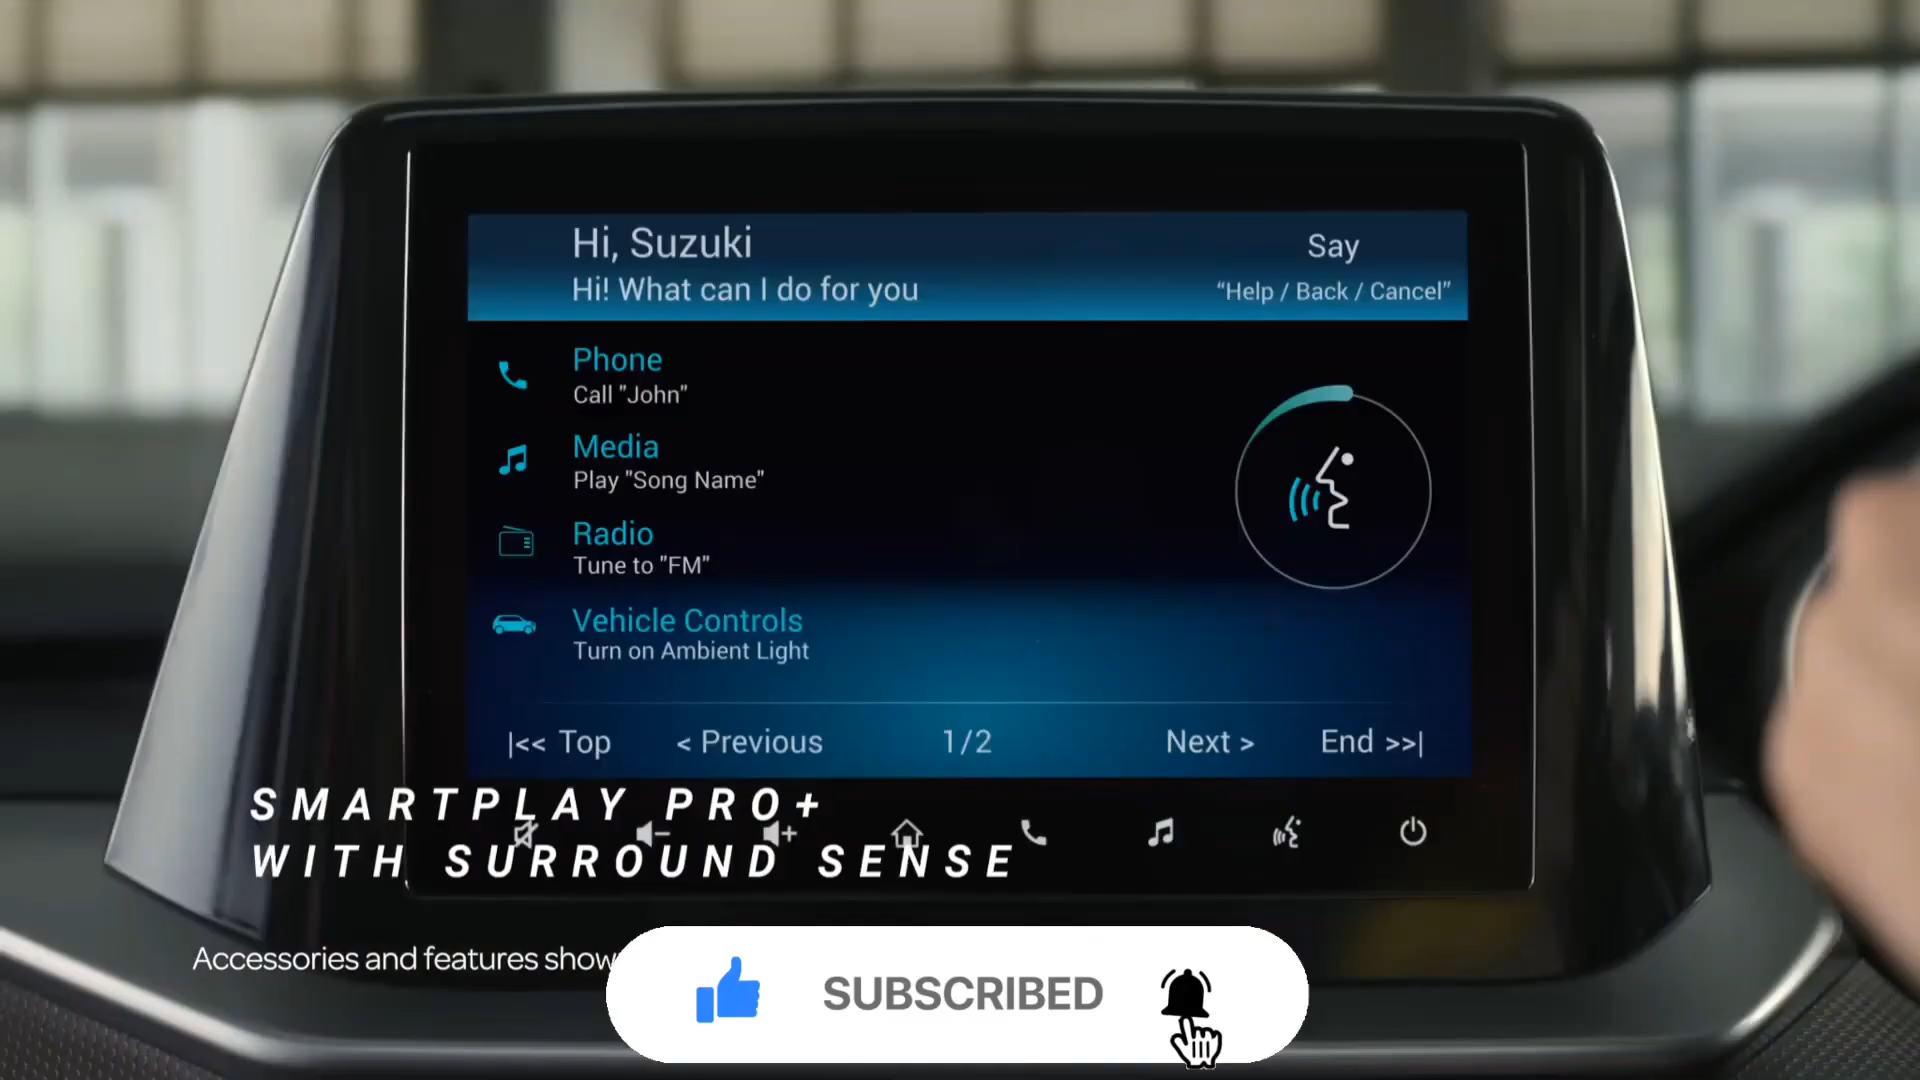 Hi, Suzuki
Hi! What can I do for you
Say
“Help / Back / Cancel”
Phone
Call "John"
Media
Play "Song Name"
Radio
Tune to "FM"
Vehicle Controls
Turn on Ambient Light
|<< Top < Previous 1/2 Next > End >>|
SMARTPLAY PRO+
WITH SURROUND SENSE
Accessories and features show
SUBSCRIBED